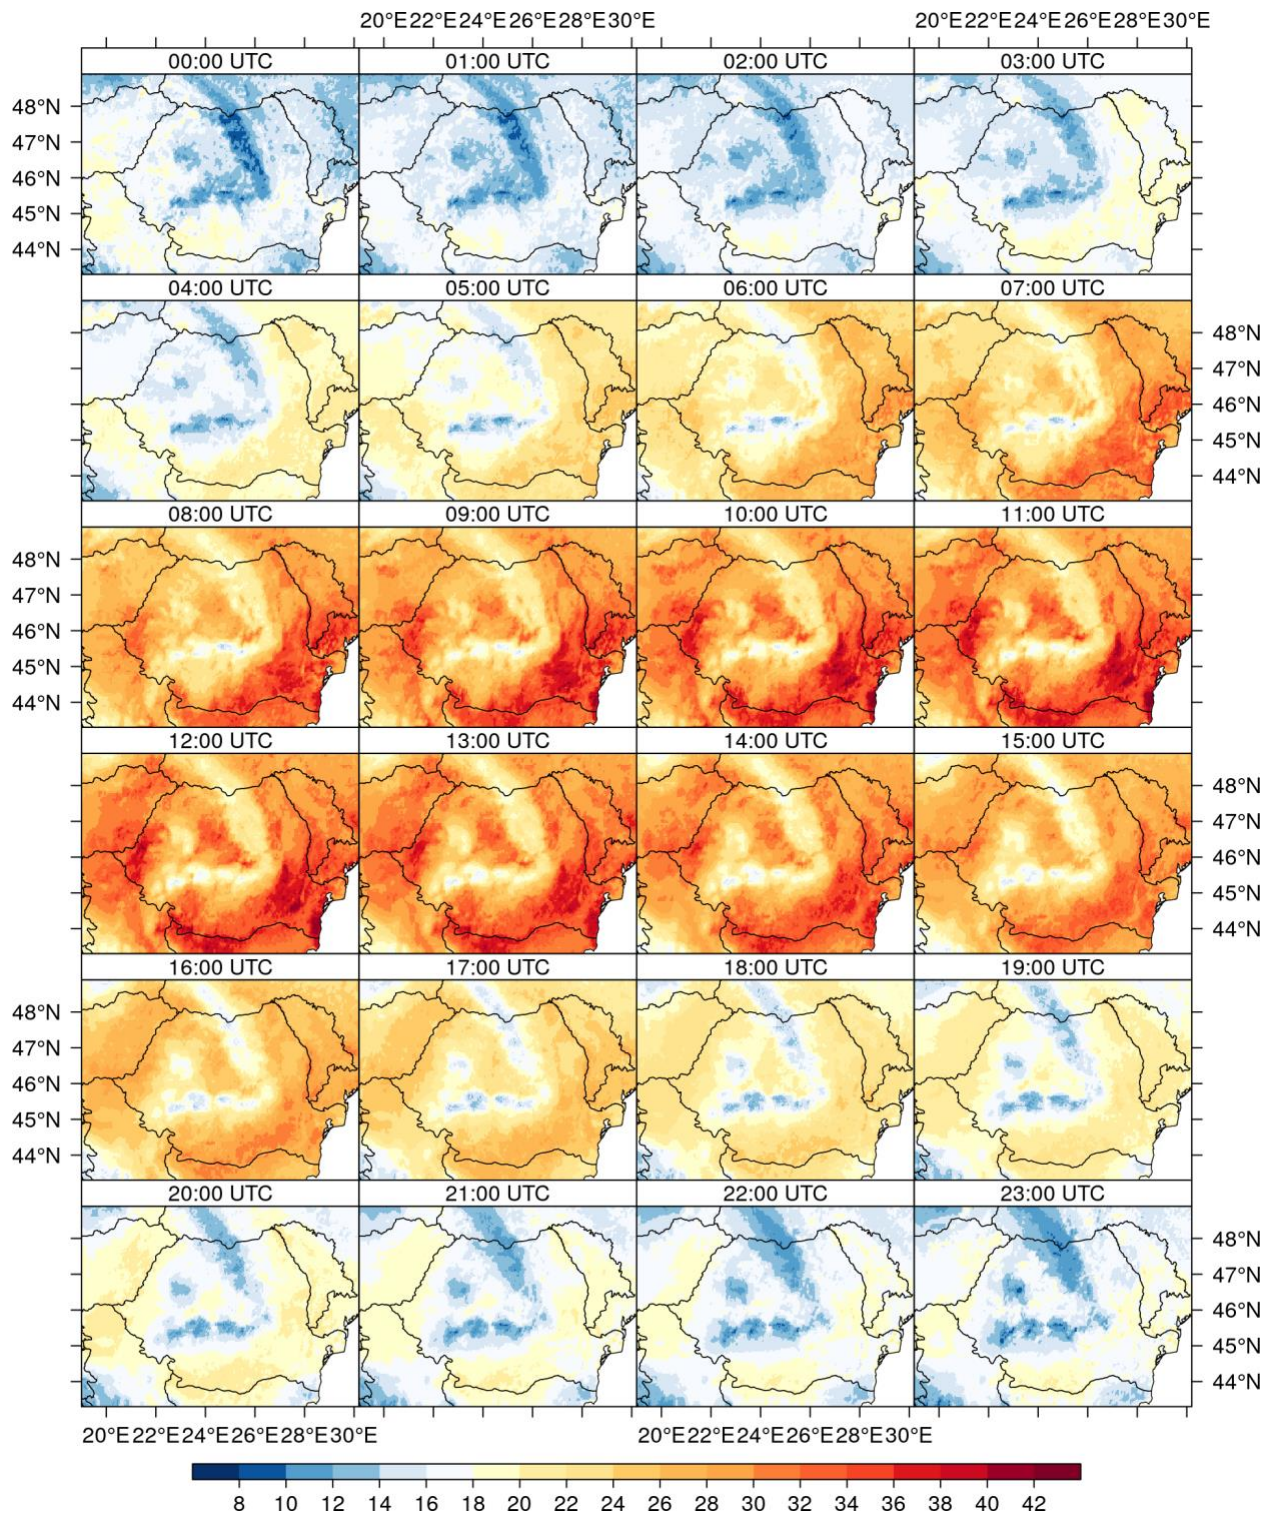 20°E22°E24°E26°E28°E30°E 20°E22°E24°E26°E28°E30°E
00:00 UTC 01:00 UTC 02:00 UTC 03:00 UTC
48°N
47°N
46°N
45°N
44°N
04:00 UTC 05:00 UTC 06:00 UTC 07:00 UTC
48°N
47°N
46°N
45°N
44°N
08:00 UTC 09:00 UTC 10:00 UTC 11:00 UTC
48°N
47°N
46°N
45°N
44°N
12:00 UTC 13:00 UTC 14:00 UTC 15:00 UTC
48°N
47°N
46°N
45°N
44°N
16:00 UTC 17:00 UTC 18:00 UTC 19:00 UTC
48°N
47°N
46°N
45°N
44°N
20:00 UTC 21:00 UTC 22:00 UTC 23:00 UTC
48°N
47°N
46°N
45°N
44°N
20°E22°E24°E26°E28°E30°E 20°E22°E24°E26°E28°E30°E
8 10 12 14 16 18 20 22 24 26 28 30 32 34 36 38 40 42